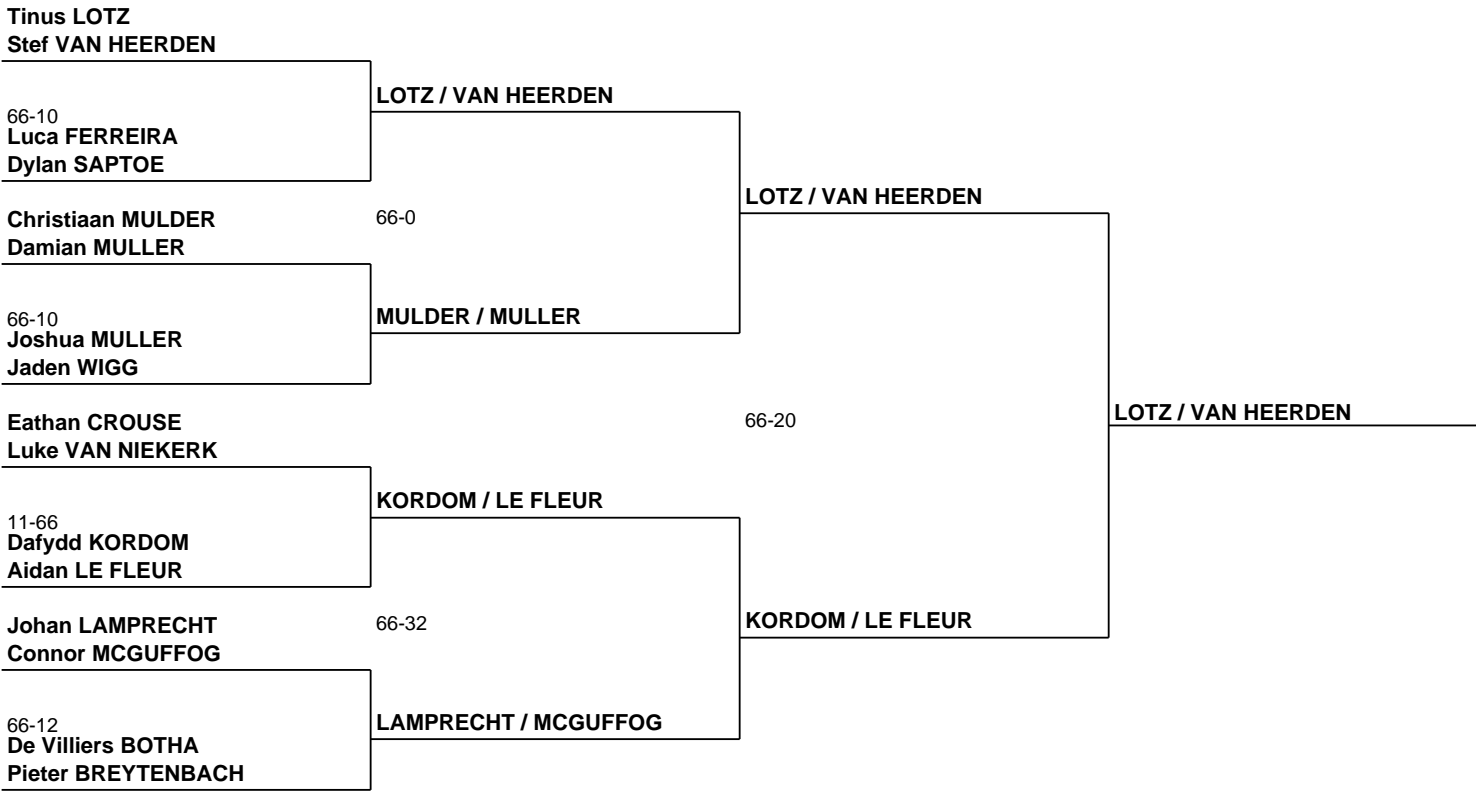 Tinus LOTZ
Stef VAN HEERDEN
LOTZ / VAN HEERDEN
66-10
Luca FERREIRA
Dylan SAPTOE
LOTZ / VAN HEERDEN
Christiaan MULDER
66-0
Damian MULLER
MULDER / MULLER
66-10
Joshua MULLER
Jaden WIGG
LOTZ / VAN HEERDEN
Eathan CROUSE
66-20
Luke VAN NIEKERK
KORDOM / LE FLEUR
11-66
Dafydd KORDOM
Aidan LE FLEUR
KORDOM / LE FLEUR
Johan LAMPRECHT
66-32
Connor MCGUFFOG
LAMPRECHT / MCGUFFOG
66-12
De Villiers BOTHA
Pieter BREYTENBACH